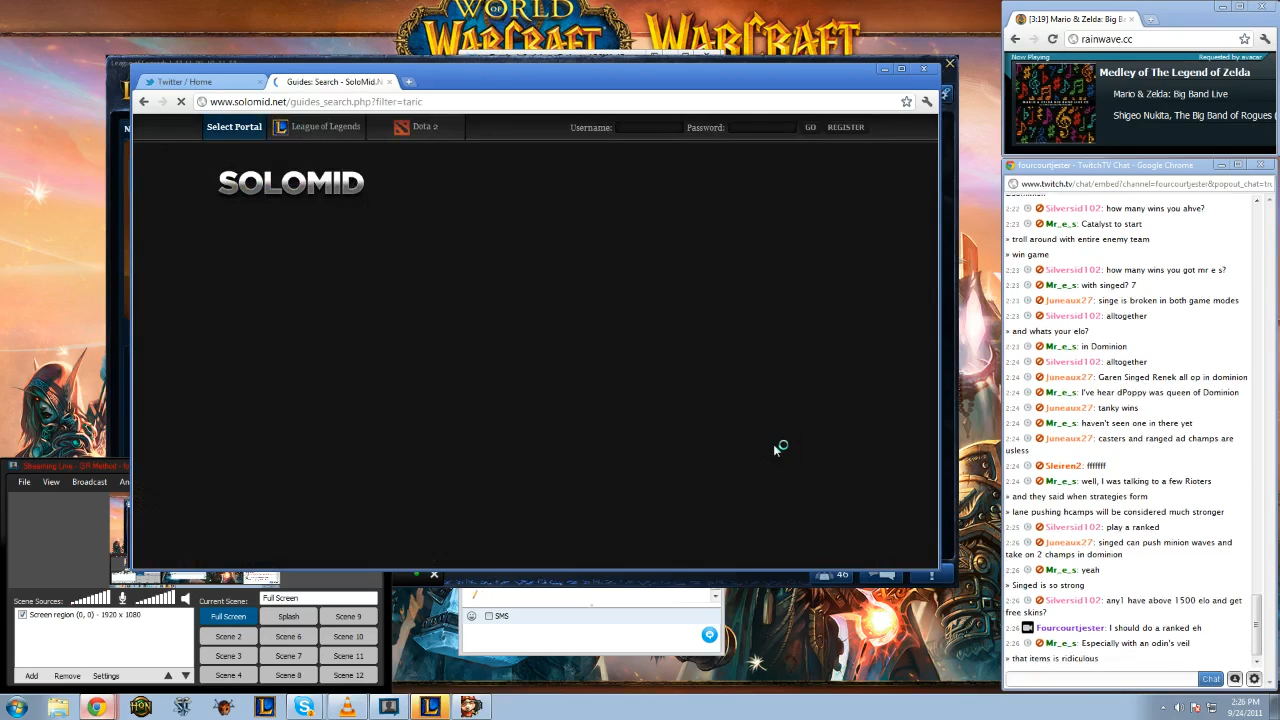 WORLD OF
WARCRAFT
WARCRAFT
Twitter / Home
Guides: Search - SoloMid.N
www.solomid.net/guides_search.php?filter=taric
Select Portal
League of Legends
Dota 2
Username:
Password:
GO
REGISTER
SOLOMID
[3:19] Mario & Zelda: Big B
rainwave.cc
Now Playing
Requested by avacar
Medley of The Legend of Zelda
Mario & Zelda: Big Band Live
Shigeo Nukita, The Big Band of Rogues (
fourcourtjester - TwitchTV Chat - Google Chrome
www.twitch.tv/chat/embed?channel=fourcourtjester&popout_chat=tru
2:22 Silversid102: how many wins you ahve?
2:23 Mr_e_s: Catalyst to start
» troll around with entire enemy team
» win game
2:23 Silversid102: how many wins you got mr e s?
2:23 Mr_e_s: with singed? 7
2:21 Juneaux27: singe is broken in both game modes
2:23 Silversid102: alltogether
» and whats your elo?
2:23 Mr_e_s: in Dominion
2:24 Silversid102: alltogether
2:24 Juneaux27: Garen Singed Renek all op in dominion
2:24 Mr_e_s: I've hear dPoppy was queen of Dominion
2:24 Juneaux27: tanky wins
2:24 Mr_e_s: haven't seen one in there yet
2:24 Juneaux27: casters and ranged ad champs are
usless
2:24 Sleiren2: fffffff
2:24 Mr_e_s: well, I was talking to a few Rioters
» and they said when strategies form
» lane pushing hcamps will be considered much stronger
2:25 Silversid102: play a ranked
2:26 Juneaux27: singed can push minion waves and
take on 2 champs in dominion
2:26 Mr_e_s: yeah
» Singed is so strong
2:26 Silversid102: any1 have above 1500 elo and get
free skins?
2:26 Fourcourtjester: I should do a ranked eh
2:26 Mr_e_s: Especially with an odin's veil
» that items is ridiculous
Chat
Streaming Live - GR Method - fo
File View Broadcast An
Scene Sources:
Current Scene:
Full Screen
Screen region (0, 0) - 1920 x 1080
Full Screen
Splash
Scene 9
Scene 2
Scene 6
Scene 10
Scene 3
Scene 7
Scene 11
Scene 4
Scene 8
Scene 12
Add
Remove
Settings
46
SMS
HON
2:26 PM
9/24/2011